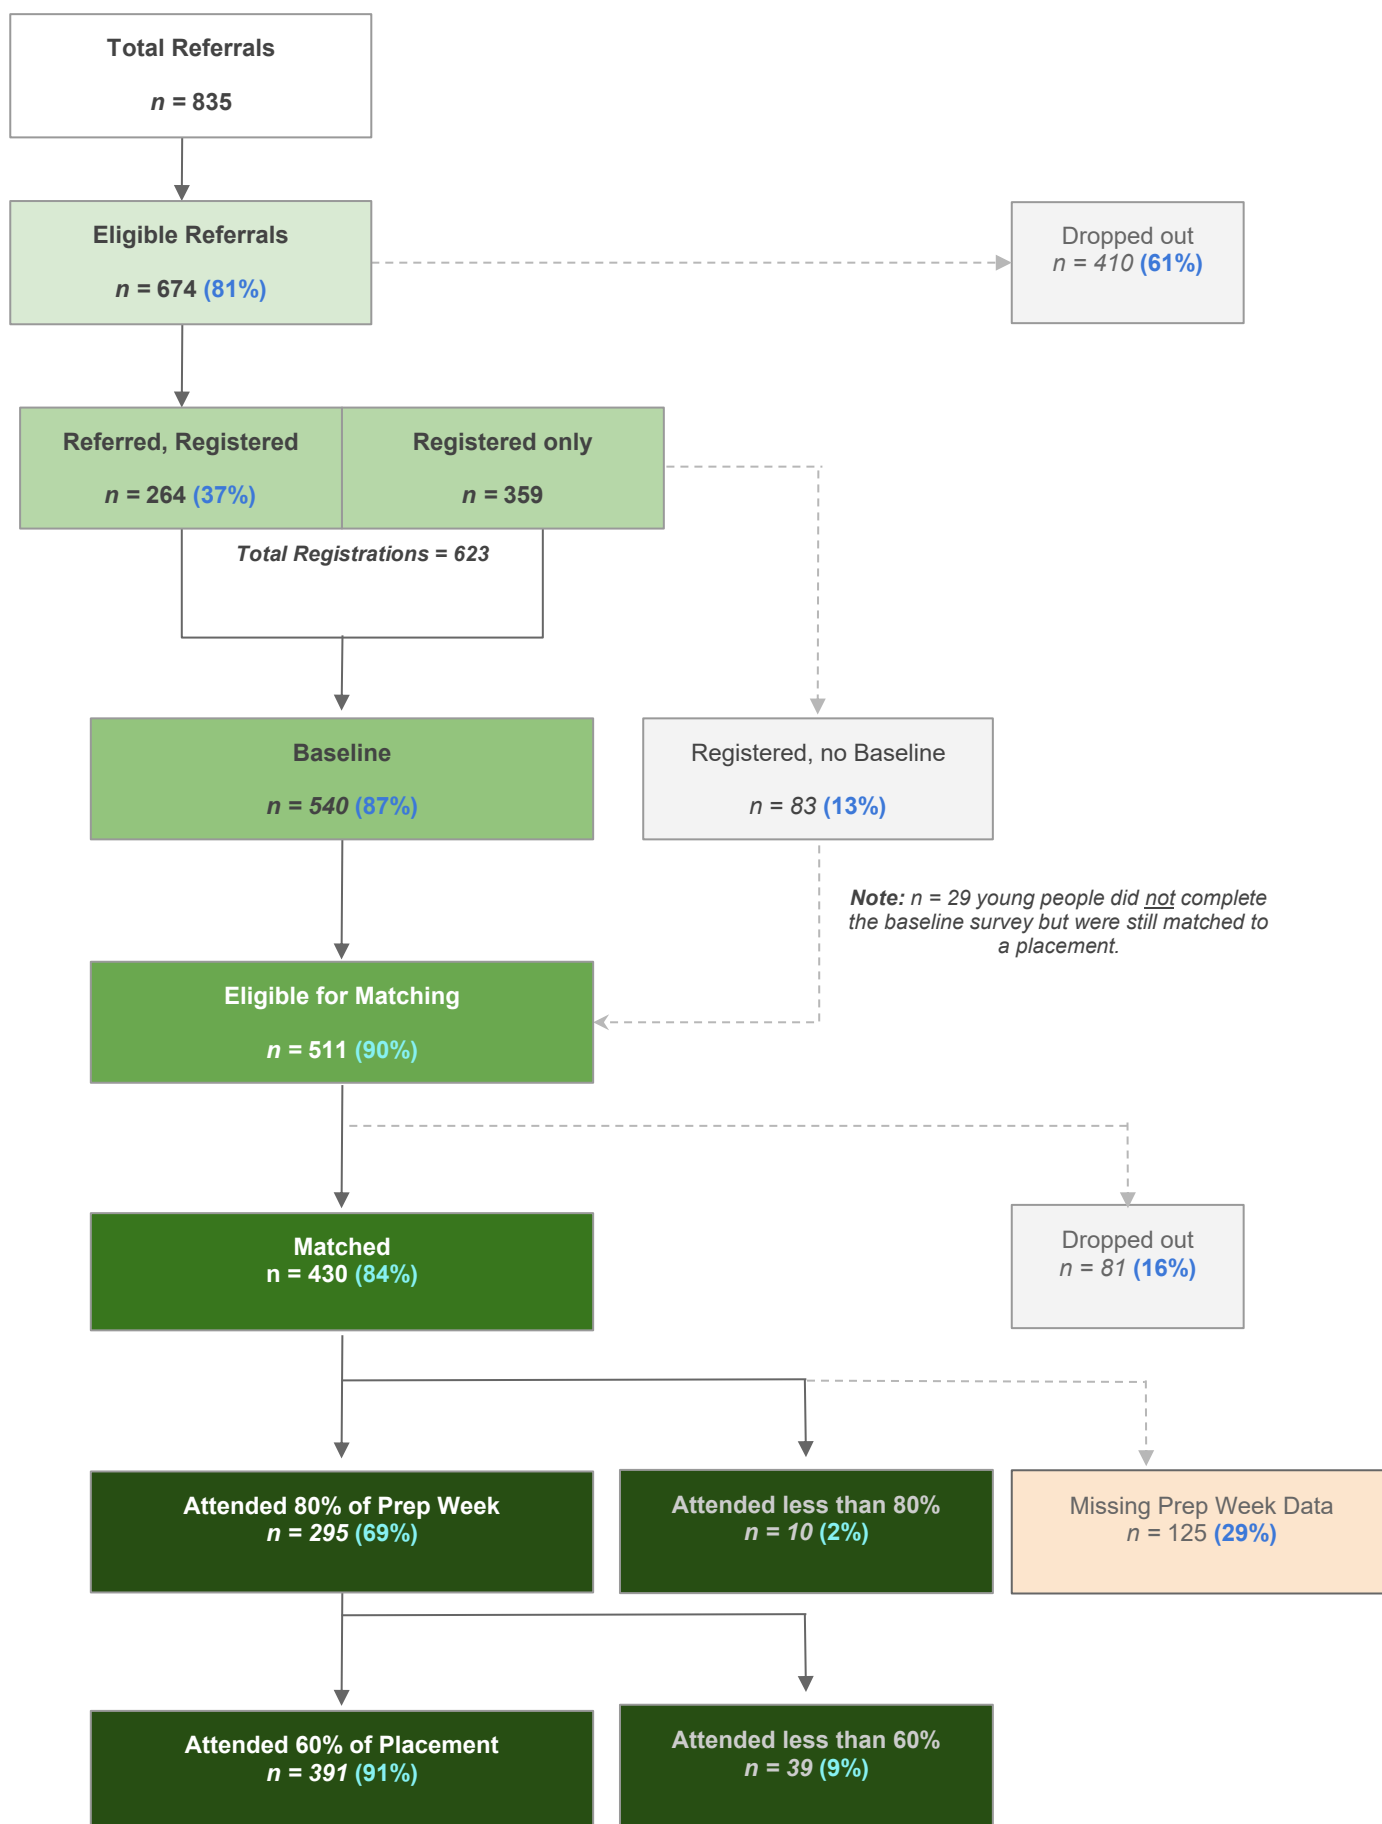 Total Referrals
n = 835
Eligible Referrals
n = 674 (81%)
Dropped out
n = 410 (61%)
Referred, Registered
n = 264 (37%)
Registered only
n = 359
Total Registrations = 623
Baseline
n = 540 (87%)
Registered, no Baseline
n = 83 (13%)
Note: n = 29 young people did not complete
the baseline survey but were still matched to
a placement.
Eligible for Matching
n = 511 (90%)
Matched
n = 430 (84%)
Dropped out
n = 81 (16%)
Attended 80% of Prep Week
n = 295 (69%)
Attended less than 80%
n = 10 (2%)
Missing Prep Week Data
n = 125 (29%)
Attended 60% of Placement
n = 391 (91%)
Attended less than 60%
n = 39 (9%)